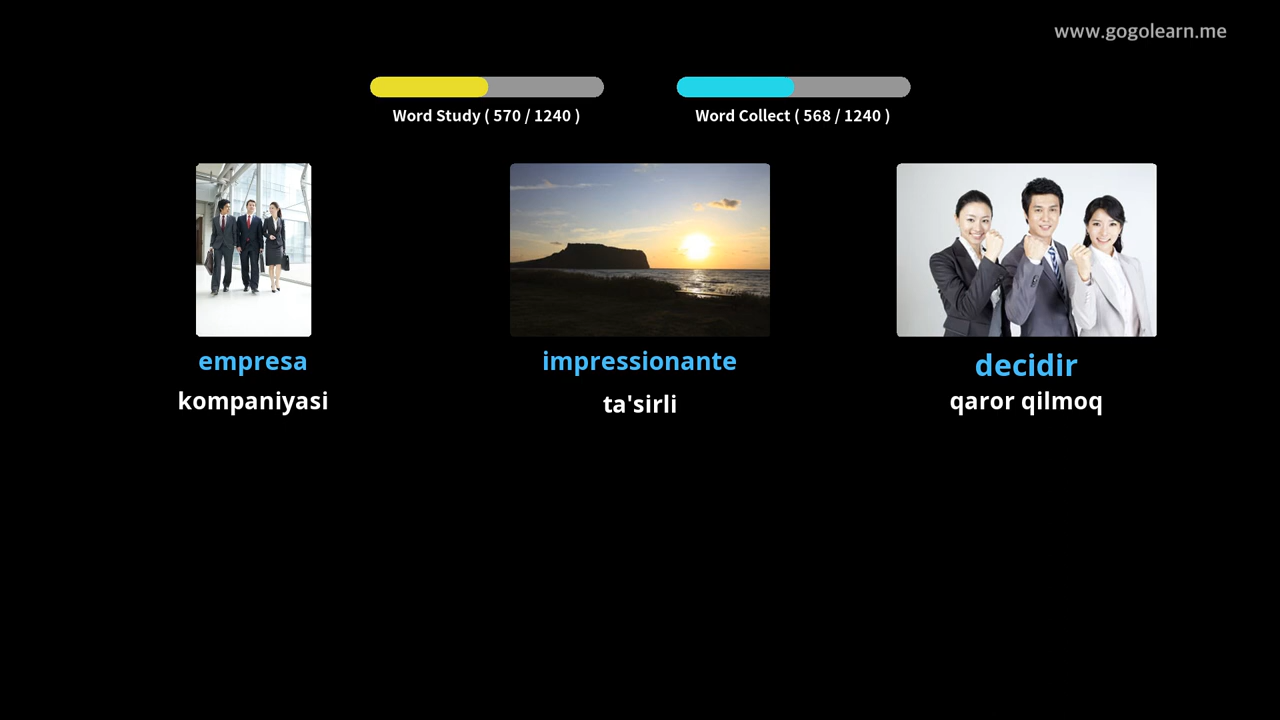 www.gogolearn.me
Word Study ( 570 / 1240 )
Word Collect ( 568 / 1240 )
empresa
kompaniyasi
impressionante
ta'sirli
decidir
qaror qilmoq